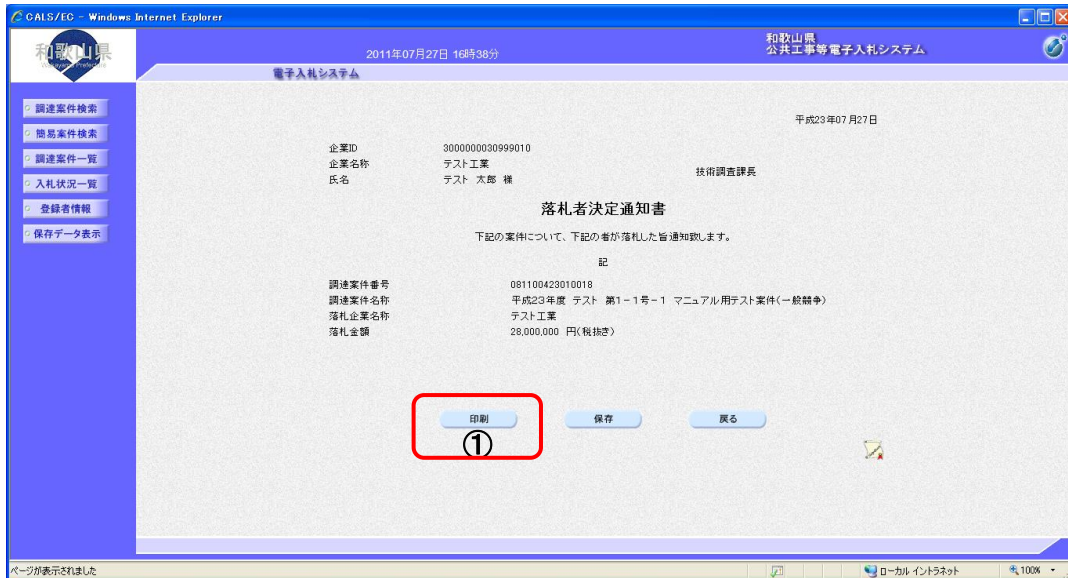 CALS/EC - Windows Internet Explorer
和歌山県
Wakayama Prefecture
2011年07月27日 16時38分
和歌山県
公共工事等電子入札システム
電子入札システム
調達案件検索
簡易案件検索
調達案件一覧
入札状況一覧
登録者情報
保存データ表示
平成23年07月27日
企業ID 3000000030999010
企業名称 テスト工業
氏名 テスト 太郎 様
技術調査課長
落札者決定通知書
下記の案件について、下記の者が落札した旨通知致します。
記
調達案件番号 081100423010018
調達案件名称 平成23年度 テスト 第1-1号-1 マニュアル用テスト案件(一般競争)
落札企業名称 テスト工業
落札金額 28,000,000 円(税抜き)
印刷 保存 戻る
①
ページが表示されました ローカル イントラネット 100%